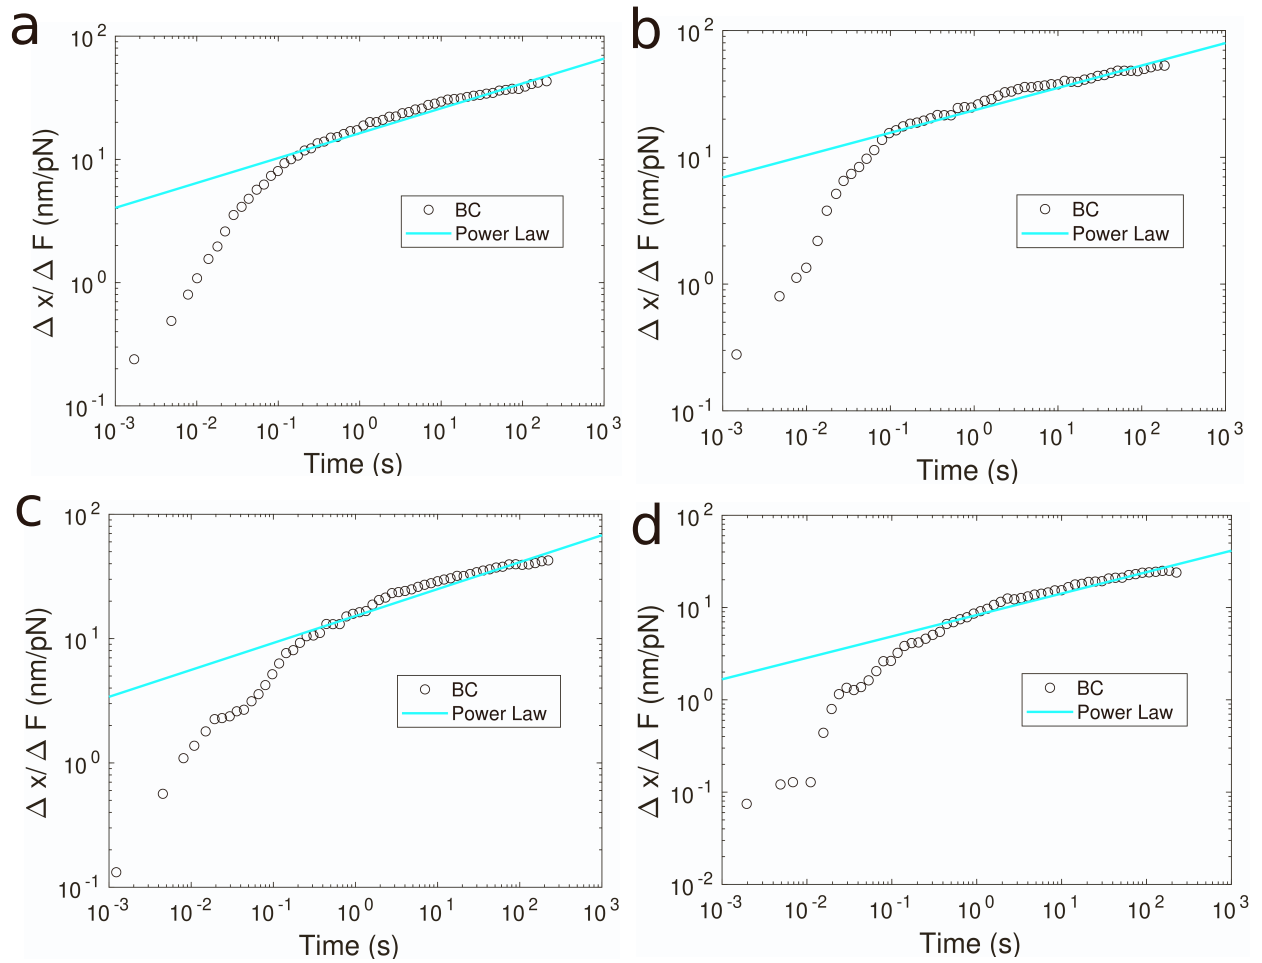 a
10^2
10^1
10^0
10^-1
Δ x/ Δ F (nm/pN)
BC
Power Law
10^-3 10^-2 10^-1 10^0 10^1 10^2 10^3
Time (s)
b
10^2
10^1
10^0
10^-1
Δ x/ Δ F (nm/pN)
BC
Power Law
10^-3 10^-2 10^-1 10^0 10^1 10^2 10^3
Time (s)
c
10^2
10^1
10^0
10^-1
Δ x/ Δ F (nm/pN)
BC
Power Law
10^-3 10^-2 10^-1 10^0 10^1 10^2 10^3
Time (s)
d
10^2
10^1
10^0
10^-1
10^-2
Δ x/ Δ F (nm/pN)
BC
Power Law
10^-3 10^-2 10^-1 10^0 10^1 10^2 10^3
Time (s)